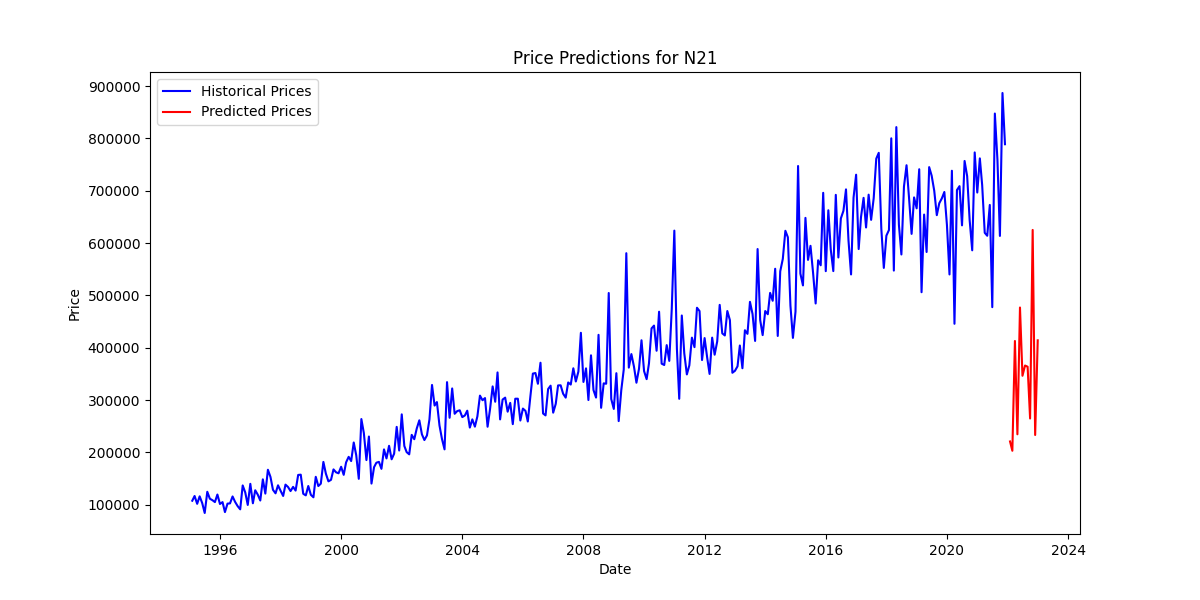 Price Predictions for N21
Historical Prices
Predicted Prices
900000
800000
700000
600000
500000
400000
300000
200000
100000
Price
1996 2000 2004 2008 2012 2016 2020 2024
Date